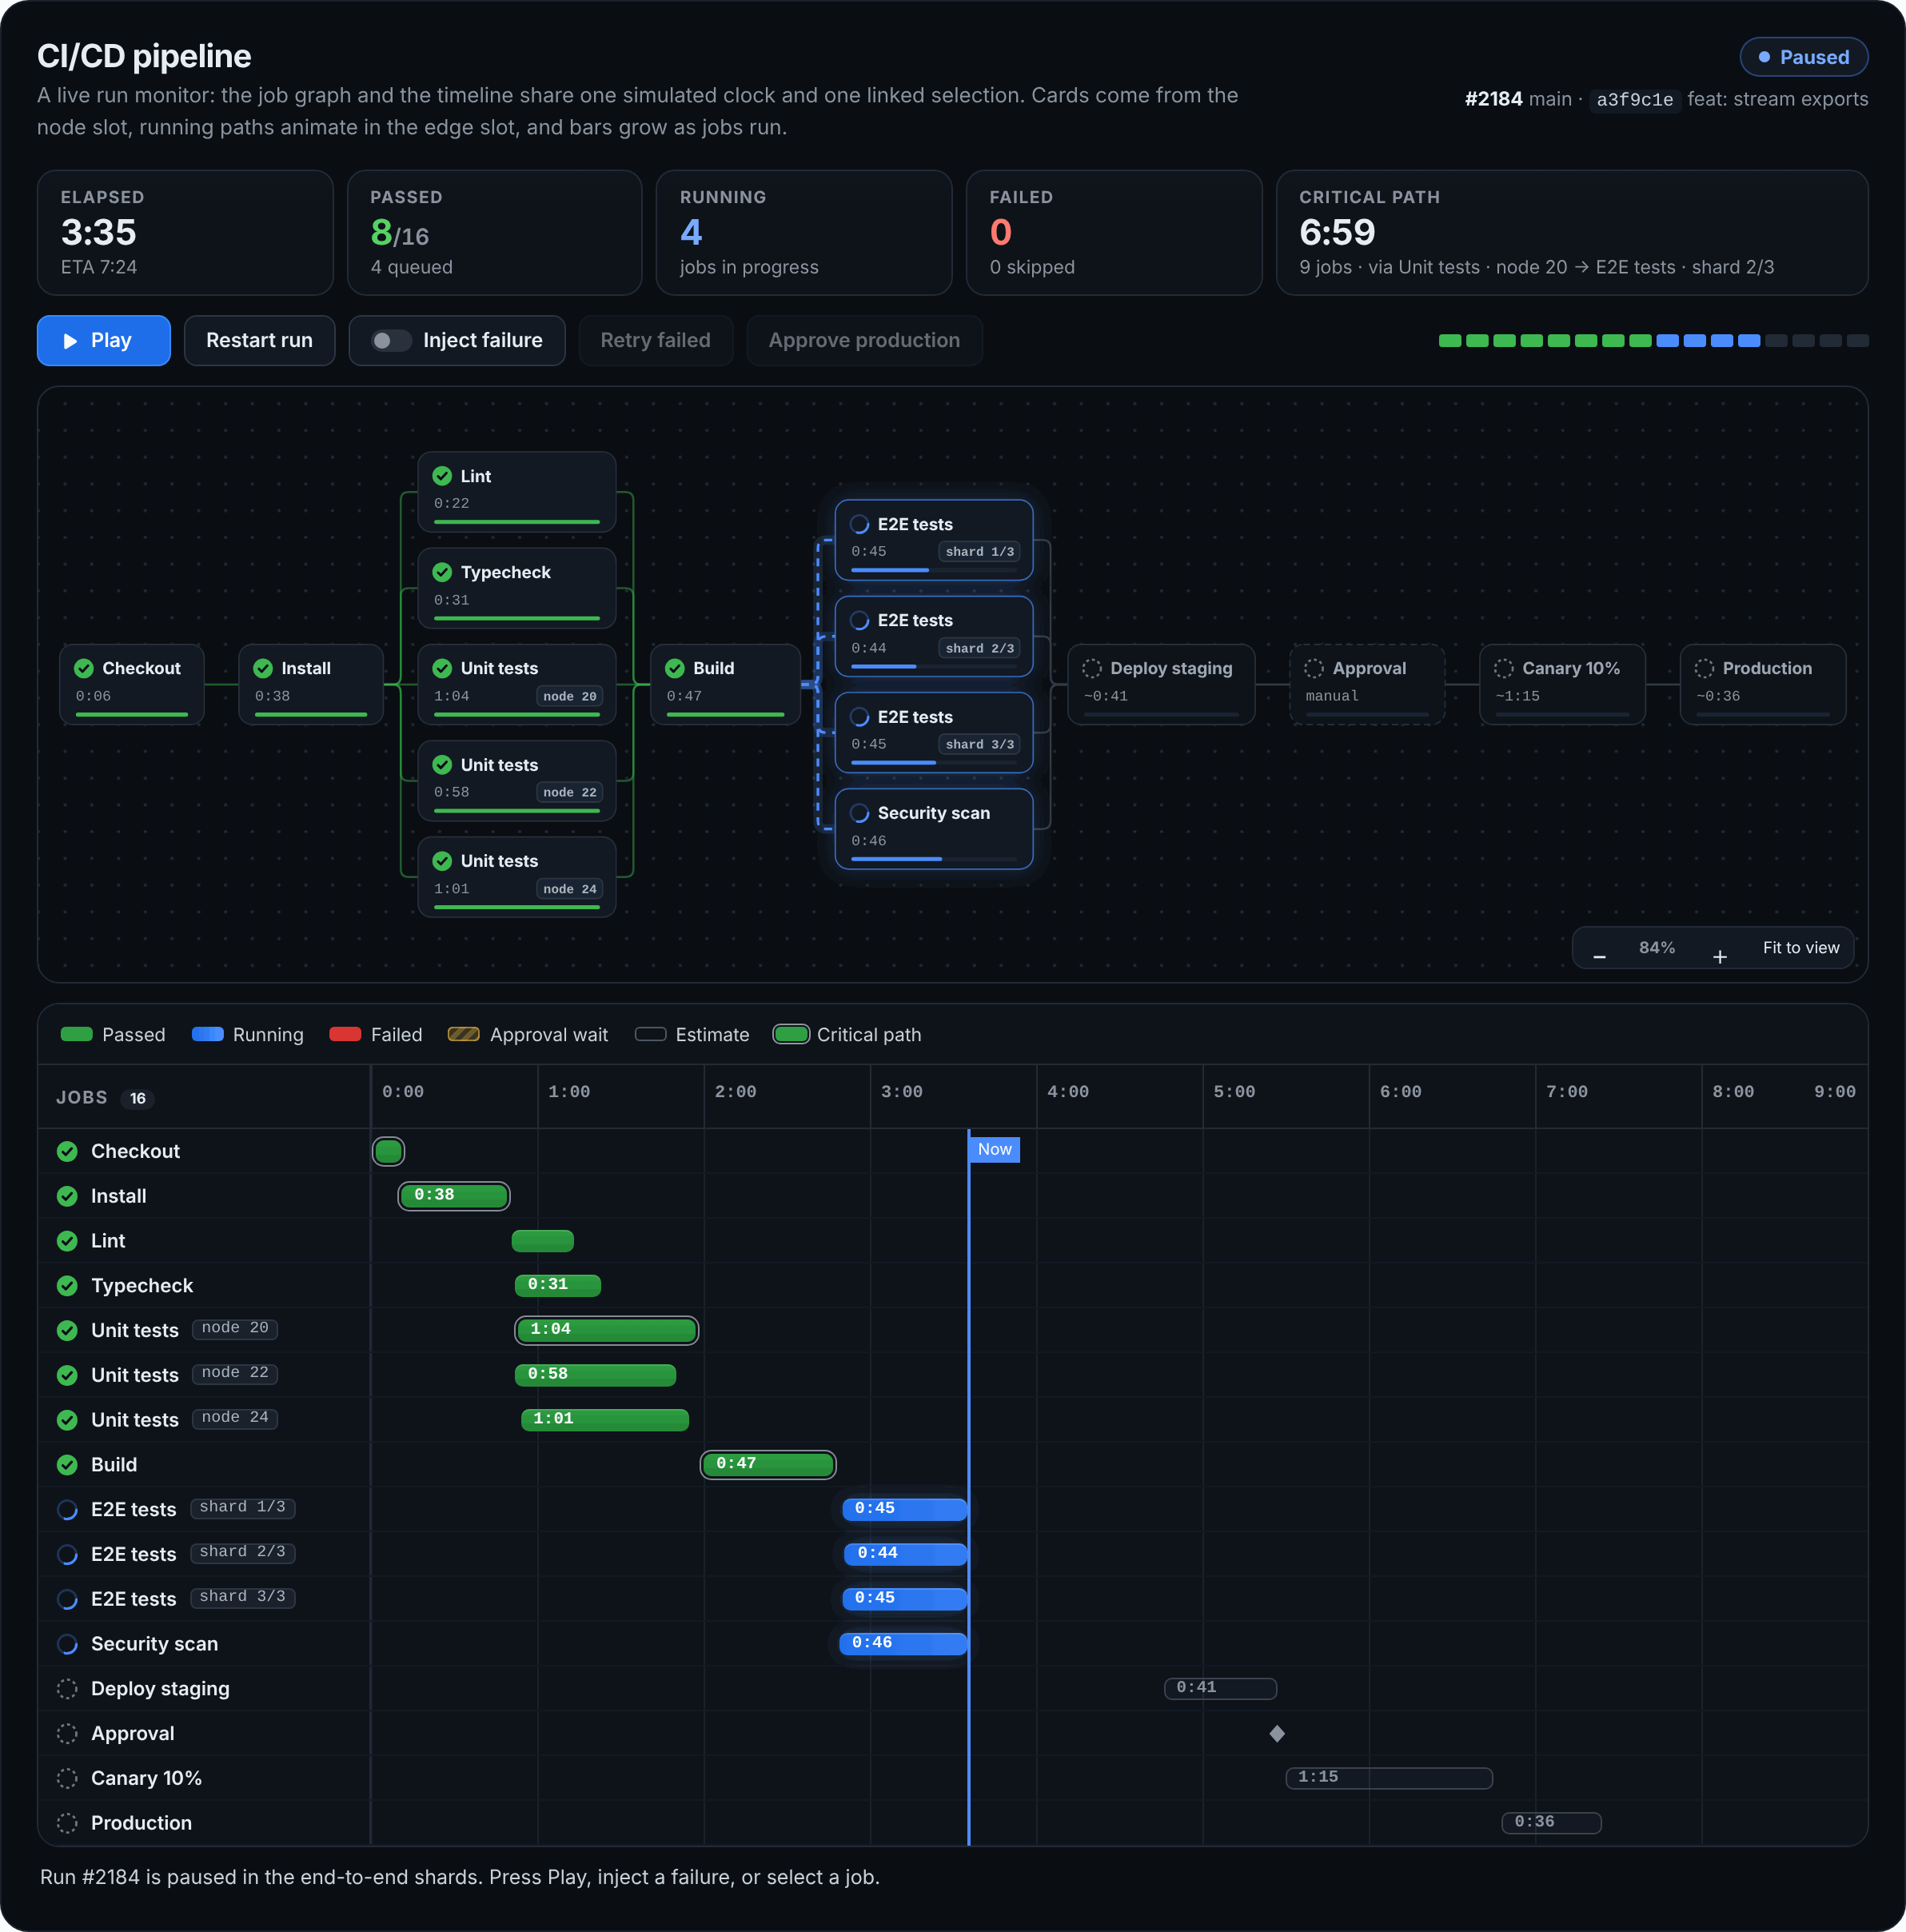 CI/CD pipeline
Paused
A live run monitor: the job graph and the timeline share one simulated clock and one linked selection. Cards come from the
node slot, running paths animate in the edge slot, and bars grow as jobs run.
#2184 main · a3f9c1e feat: stream exports
ELAPSED
3:35
ETA 7:24
PASSED
8/16
4 queued
RUNNING
4
jobs in progress
FAILED
0
0 skipped
CRITICAL PATH
6:59
9 jobs · via Unit tests · node 20 → E2E tests · shard 2/3
Play
Restart run
Inject failure
Retry failed
Approve production
Checkout
0:06
Install
0:38
Lint
0:22
Typecheck
0:31
Unit tests
1:04 node 20
Unit tests
0:58 node 22
Unit tests
1:01 node 24
Build
0:47
E2E tests
0:45 shard 1/3
E2E tests
0:44 shard 2/3
E2E tests
0:45 shard 3/3
Security scan
0:46
Deploy staging
~0:41
Approval
manual
Canary 10%
~1:15
Production
~0:36
− 84% + Fit to view
Passed Running Failed Approval wait Estimate Critical path
JOBS 16 0:00 1:00 2:00 3:00 4:00 5:00 6:00 7:00 8:00 9:00
Checkout Now
Install 0:38
Lint
Typecheck 0:31
Unit tests node 20 1:04
Unit tests node 22 0:58
Unit tests node 24 1:01
Build 0:47
E2E tests shard 1/3 0:45
E2E tests shard 2/3 0:44
E2E tests shard 3/3 0:45
Security scan 0:46
Deploy staging 0:41
Approval
Canary 10% 1:15
Production 0:36
Run #2184 is paused in the end-to-end shards. Press Play, inject a failure, or select a job.